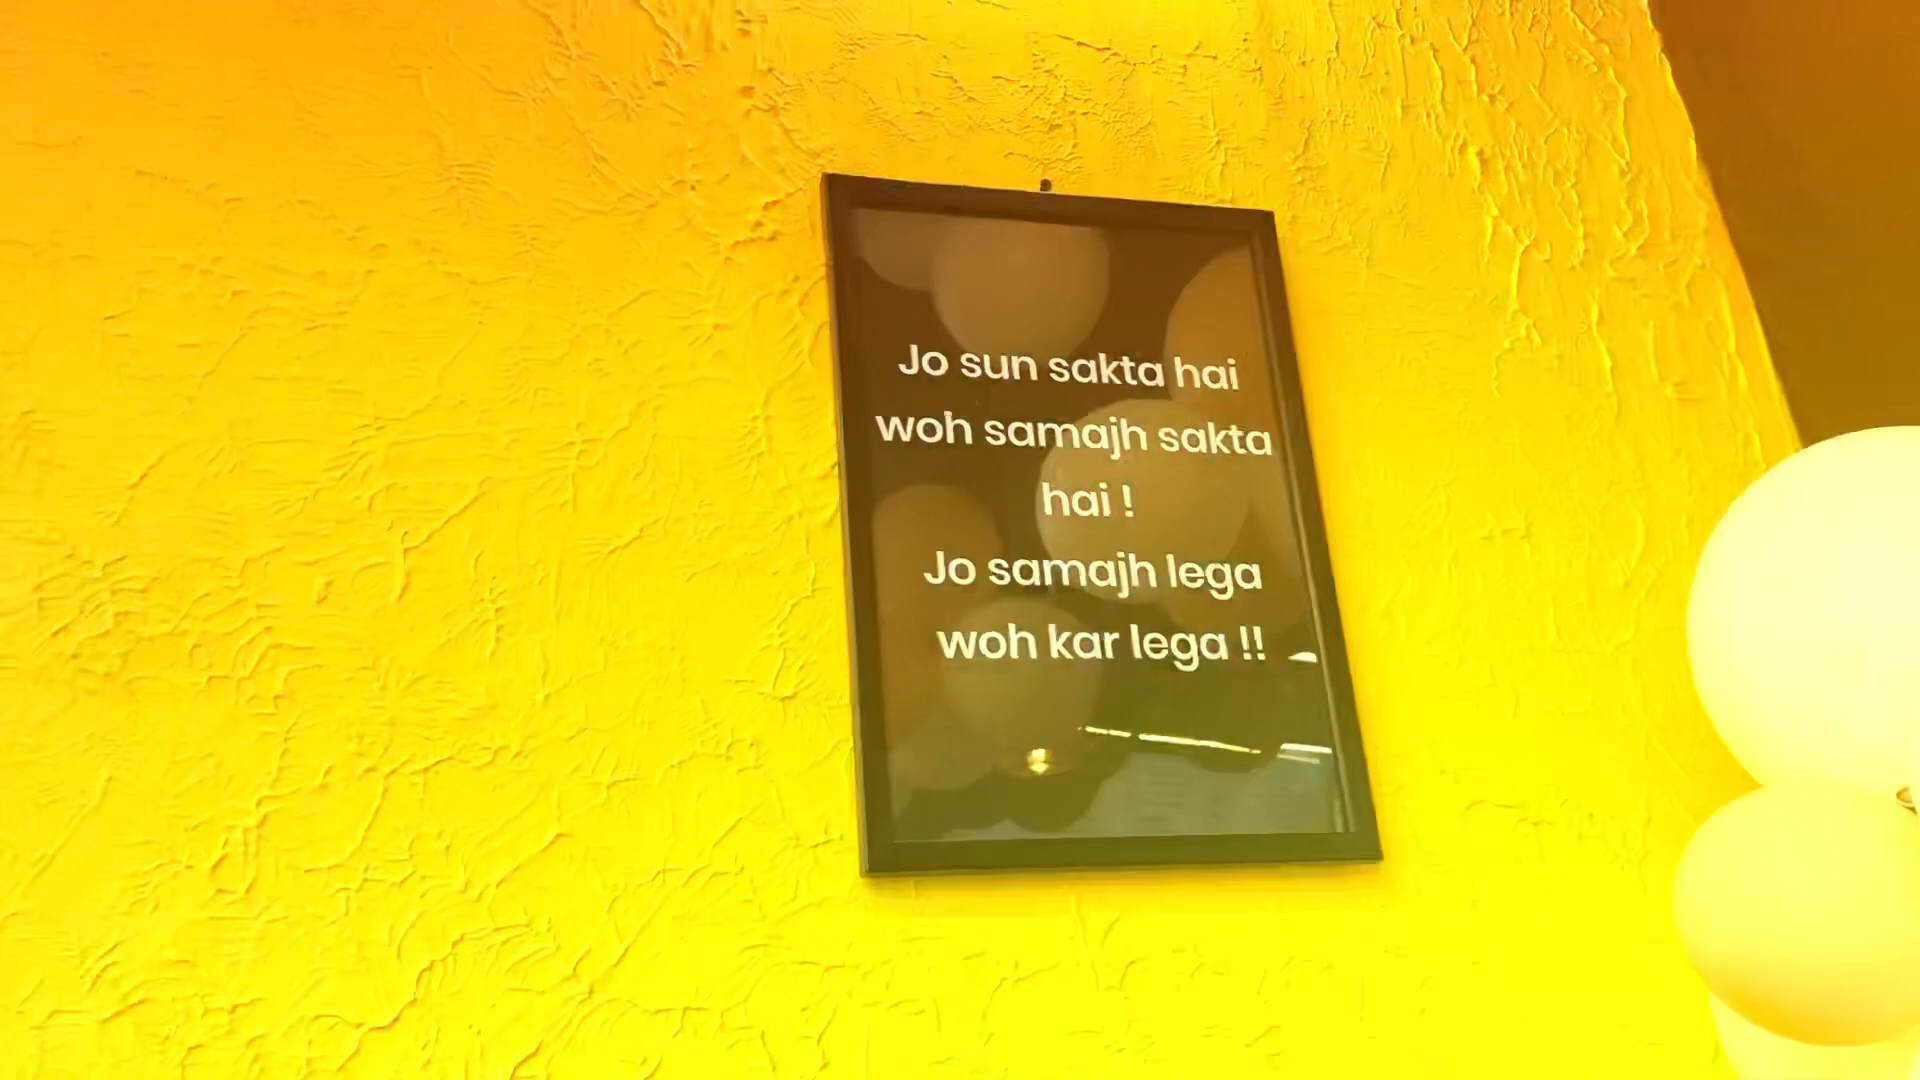 Jo sun sakta hai
woh samajh sakta
hai !
Jo samajh lega
woh kar lega !!